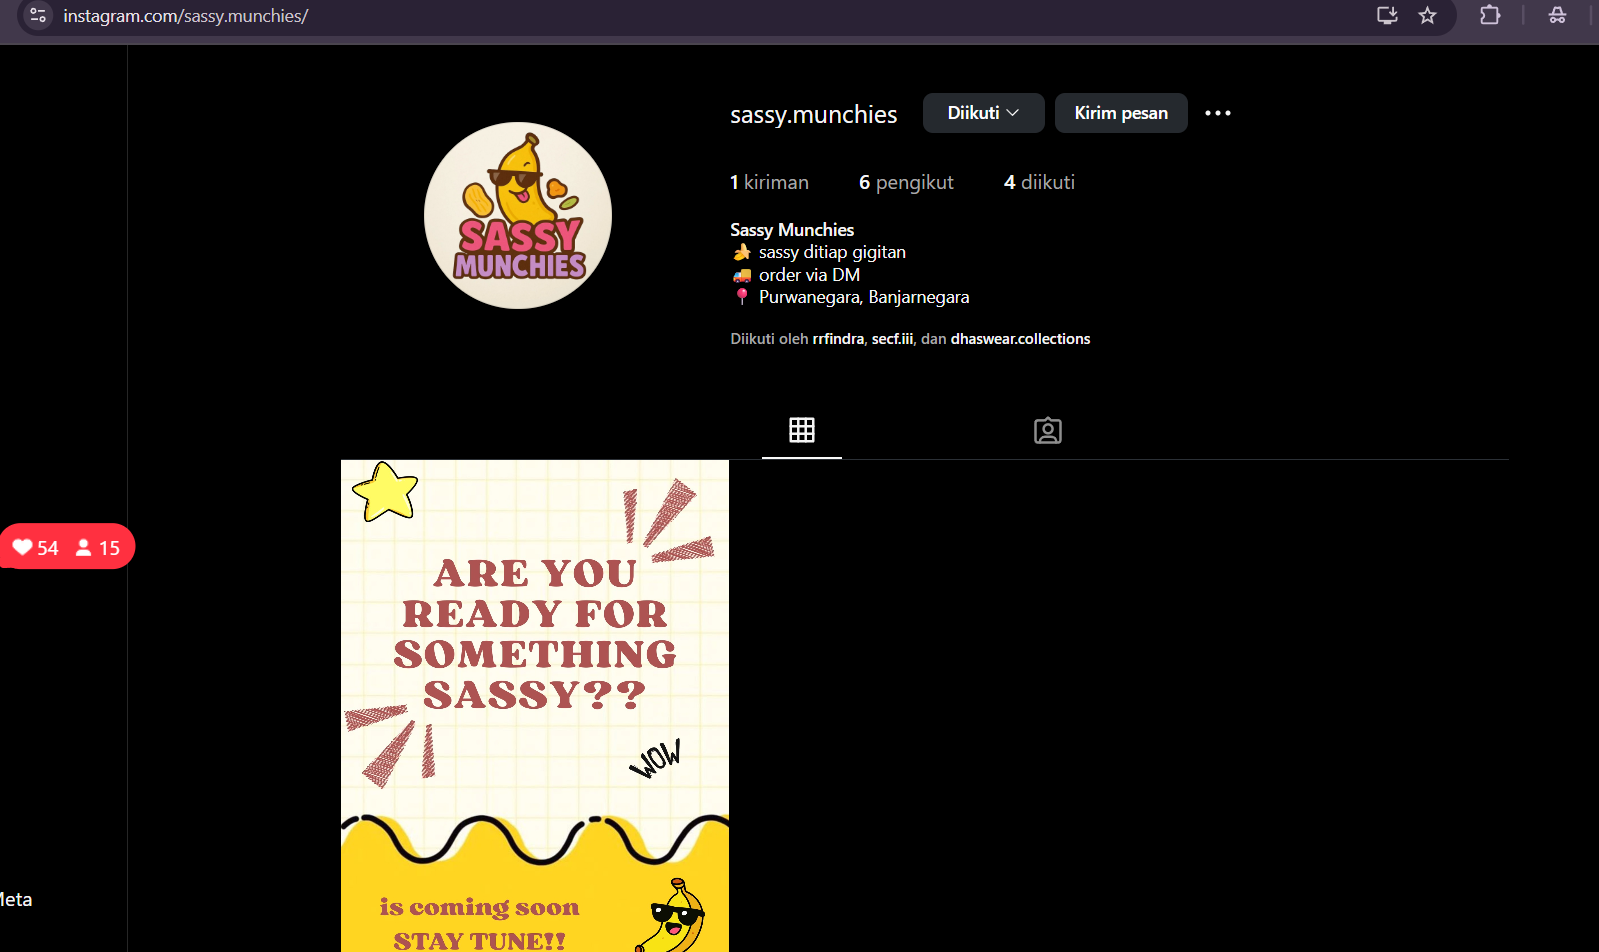 instagram.com/sassy.munchies/
sassy.munchies
Diikuti
Kirim pesan
1 kiriman
6 pengikut
4 diikuti
SASSY
MUNCHIES
Sassy Munchies
sassy ditiap gigitan
order via DM
Purwanegara, Banjarnegara
Diikuti oleh rrfindra, secf.iii, dan dhaswear.collections
54
15
ARE YOU
READY FOR
SOMETHING
SASSY??
WOW
is coming soon
STAY TUNE!!